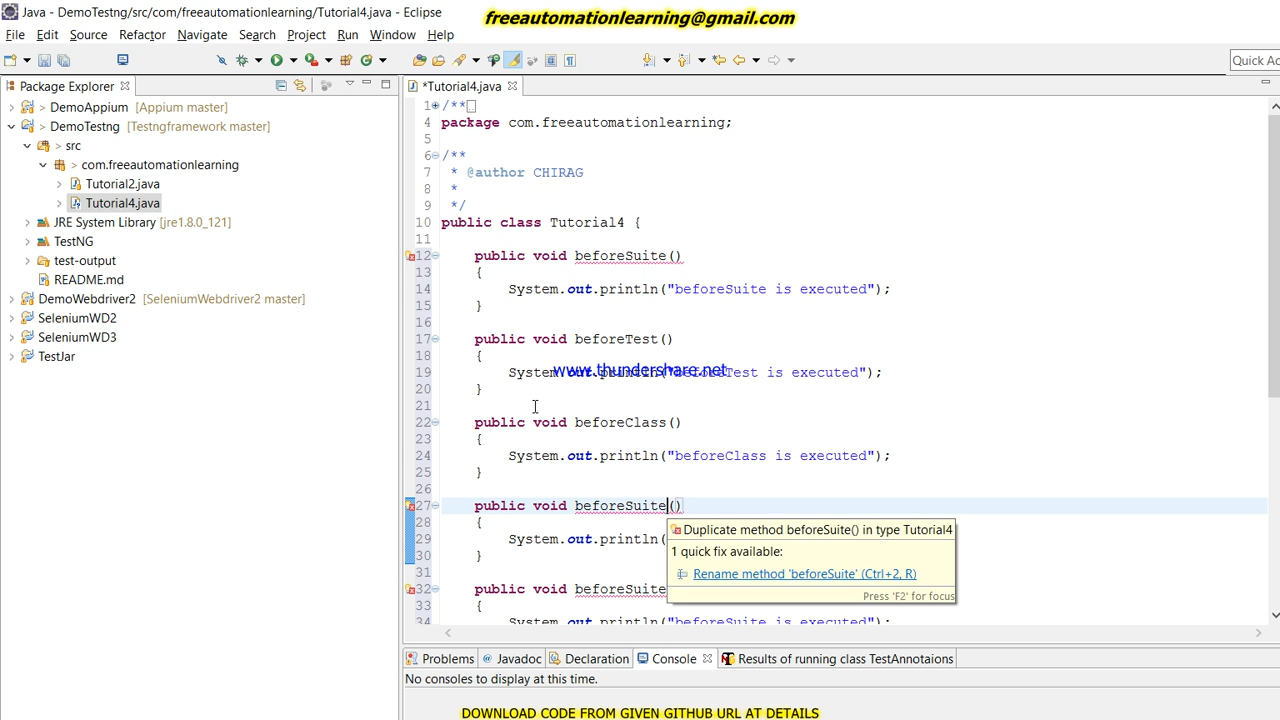 Java - DemoTestng/src/com/freeautomationlearning/Tutorial4.java - Eclipse
freeautomationlearning@gmail.com
File Edit Source Refactor Navigate Search Project Run Window Help
Quick Ac
Package Explorer
*Tutorial4.java
> DemoAppium [Appium master]
> DemoTestng [Testngframework master]
> src
> com.freeautomationlearning
Tutorial2.java
Tutorial4.java
JRE System Library [jre1.8.0_121]
TestNG
test-output
README.md
DemoWebdriver2 [SeleniumWebdriver2 master]
SeleniumWD2
SeleniumWD3
TestJar
1 /**
4 package com.freeautomationlearning;
5
6 /**
7 * @author CHIRAG
8 *
9 */
10 public class Tutorial4 {
11
12 public void beforeSuite()
13 {
14 System.out.println("beforeSuite is executed");
15 }
16
17 public void beforeTest()
18 {
19 System.out.println("beforeTest is executed");
www.thundershare.net
20 }
21
22 public void beforeClass()
23 {
24 System.out.println("beforeClass is executed");
25 }
26
27 public void beforeSuite()
28 {
29 System.out.println(
30 }
31
32 public void beforeSuite
33 {
34 System.out.println("beforeSuite is executed");
Duplicate method beforeSuite() in type Tutorial4
1 quick fix available:
Rename method 'beforeSuite' (Ctrl+2, R)
Press 'F2' for focus
Problems @ Javadoc Declaration Console Results of running class TestAnnotaions
No consoles to display at this time.
DOWNLOAD CODE FROM GIVEN GITHUB URL AT DETAILS